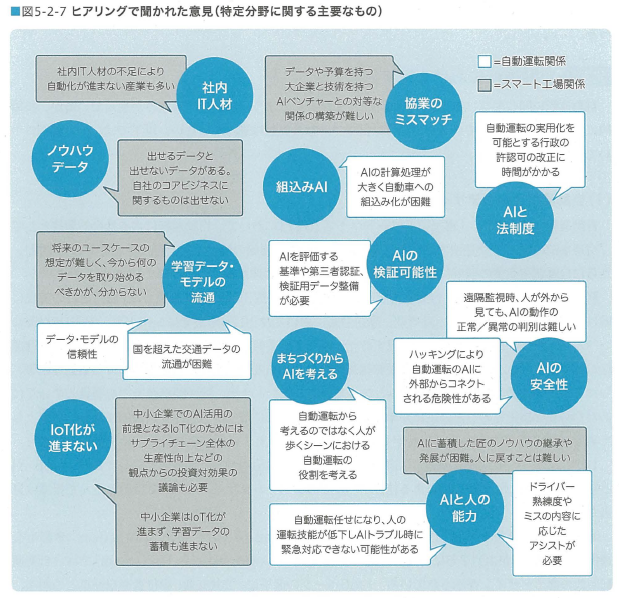 ■図5-2-7 ヒアリングで聞かれた意見(特定分野に関する主要なもの)
社内IT人材の不足により
自動化が進まない産業も多い
社内
IT人材
データや予算を持つ
大企業と技術を持つ
AIベンチャーとの対等な
関係の構築が難しい
協業の
ミスマッチ
=自動運転関係
=スマート工場関係
ノウハウ
データ
出せるデータと
出せないデータがある。
自社のコアビジネスに
関するものは出せない
組込みAI
AIの計算処理が
大きく自動車への
組込み化が困難
自動運転の実用化を
可能とする行政の
許認可の改正に
時間がかかる
AIと
法制度
将来のユースケースの
想定が難しく、今から何の
データを取り始める
べきかが、分からない
学習データ・
モデルの
流通
データ・モデルの
信頼性
国を超えた交通データの
流通が困難
AIを評価する
基準や第三者認証、
検証用データ整備
が必要
AIの
検証可能性
遠隔監視時、人が外から
見ても、AIの動作の
正常/異常の判別は難しい
ハッキングにより
自動運転のAIに
外部からコネクト
される危険性がある
AIの
安全性
まちづくりから
AIを考える
自動運転から
考えるのではなく人が
歩くシーンにおける
自動運転の
役割を考える
IoT化が
進まない
中小企業でのAI活用の
前提となるIoT化のためには
サプライチェーン全体の
生産性向上などの
観点からの投資対効果の
議論も必要
中小企業はIoT化が
進まず、学習データの
蓄積も進まない
AIに蓄積した匠のノウハウの継承や
発展が困難。人に戻すことは難しい
AIと人の
能力
自動運転任せになり、人の
運転技能が低下しAIトラブル時に
緊急対応できない可能性がある
ドライバー
熟練度や
ミスの内容に
応じた
アシストが
必要